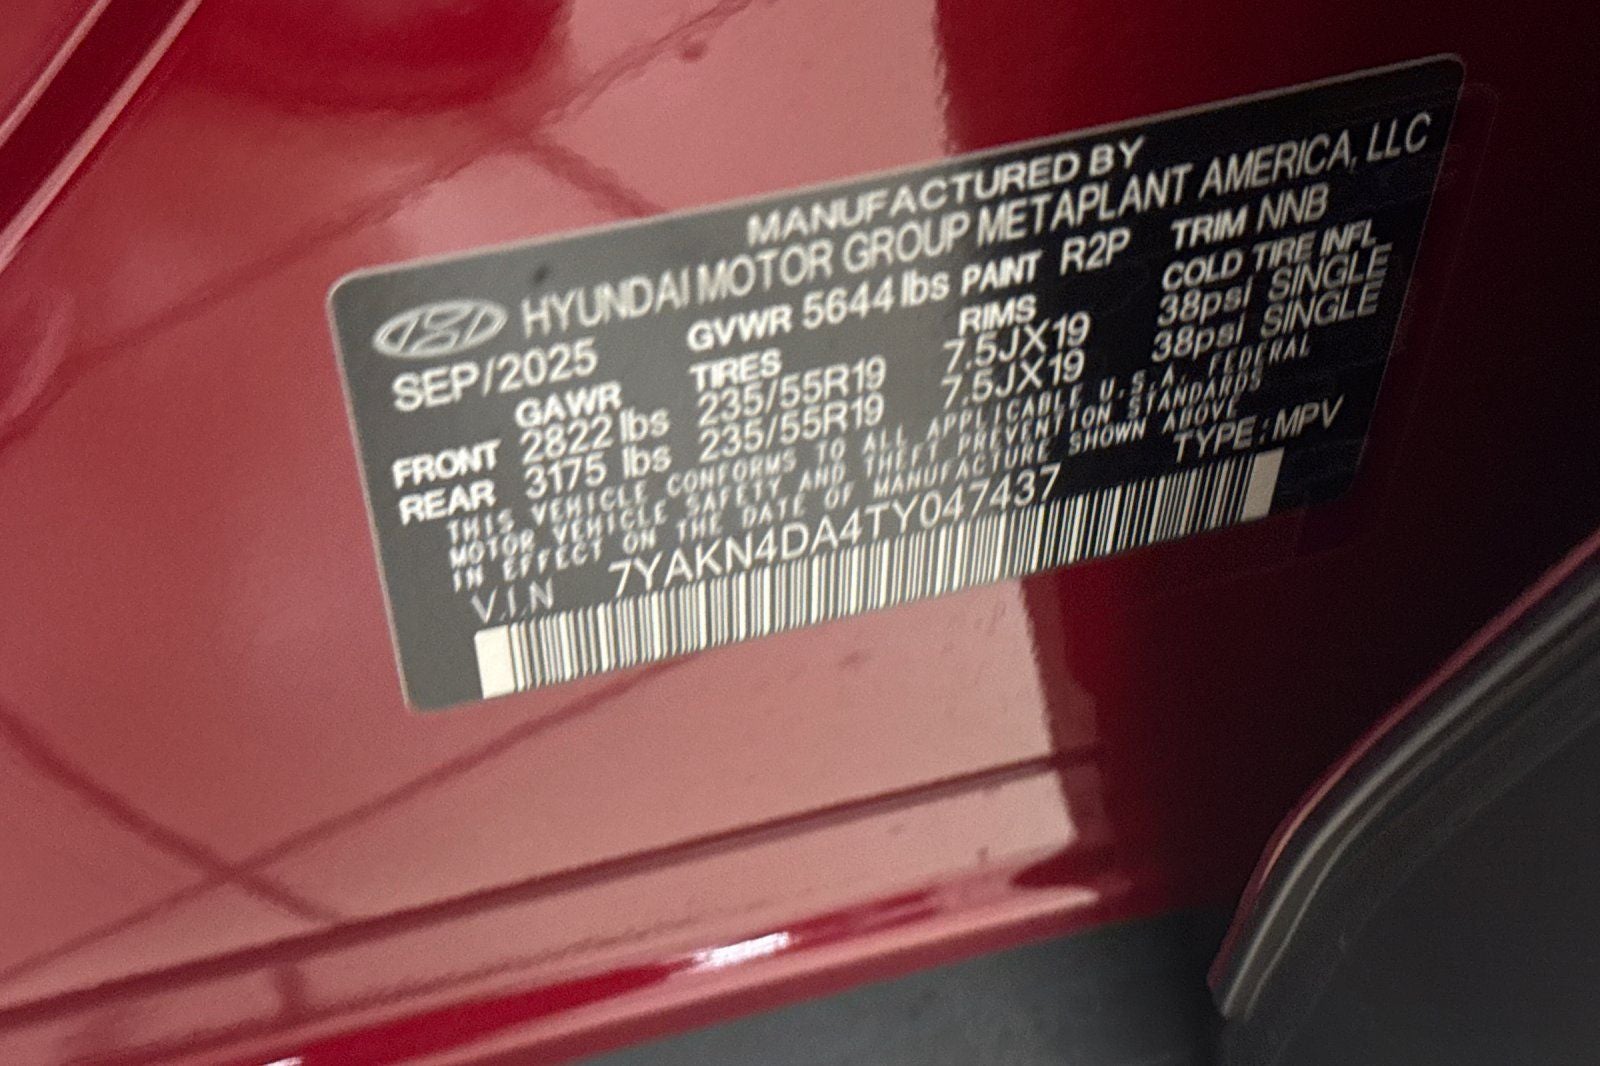 MANUFACTURED BY
HYUNDAI MOTOR GROUP METAPLANT AMERICA, LLC
SEP/2025 GVWR 5644 lbs PAINT R2P TRIM NNB
GAWR TIRES RIMS COLD TIRE INFL
FRONT 2822 lbs 235/55R19 7.5JX19 38psi SINGLE
REAR 3175 lbs 235/55R19 7.5JX19 38psi SINGLE
THIS VEHICLE CONFORMS TO ALL APPLICABLE U.S.A. FEDERAL
MOTOR VEHICLE SAFETY AND THEFT PREVENTION STANDARDS
IN EFFECT ON THE DATE OF MANUFACTURE SHOWN ABOVE
V.I.N 7YAKN4DA4TY047437 TYPE: MPV